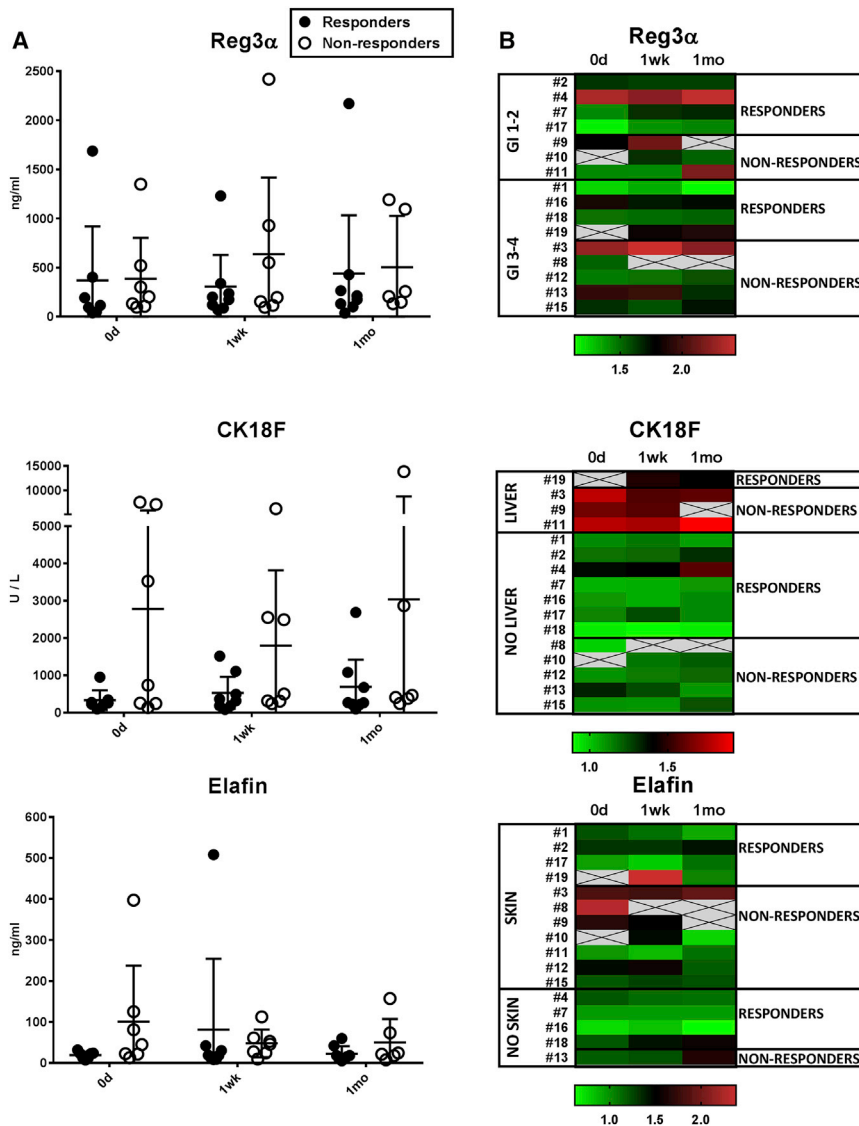 A
Reg3α
Responders
Non-responders
2500
2000
1500
1000
500
0
ng/ml
0d
1wk
1mo
B
Reg3α
0d 1wk 1mo
GI 1-2
#2
#4
#7
#17
RESPONDERS
#9
#10
#11
NON-RESPONDERS
GI 3-4
#1
#16
#18
#19
RESPONDERS
#3
#8
#12
#13
#15
NON-RESPONDERS
1.5 2.0
CK18F
15000
10000
5000
4000
3000
2000
1000
0
U / L
0d
1wk
1mo
CK18F
0d 1wk 1mo
LIVER
#19 RESPONDERS
#3
#9
#11
NON-RESPONDERS
NO LIVER
#1
#2
#4
#7
#16
#17
#18
RESPONDERS
#8
#10
#12
#13
#15
NON-RESPONDERS
1.0 1.5
Elafin
600
500
400
300
200
100
0
ng/ml
0d
1wk
1mo
Elafin
0d 1wk 1mo
SKIN
#1
#2
#17
#19
RESPONDERS
#3
#8
#9
#10
#11
#12
#15
NON-RESPONDERS
NO SKIN
#4
#7
#16
#18
RESPONDERS
#13 NON-RESPONDERS
1.0 1.5 2.0